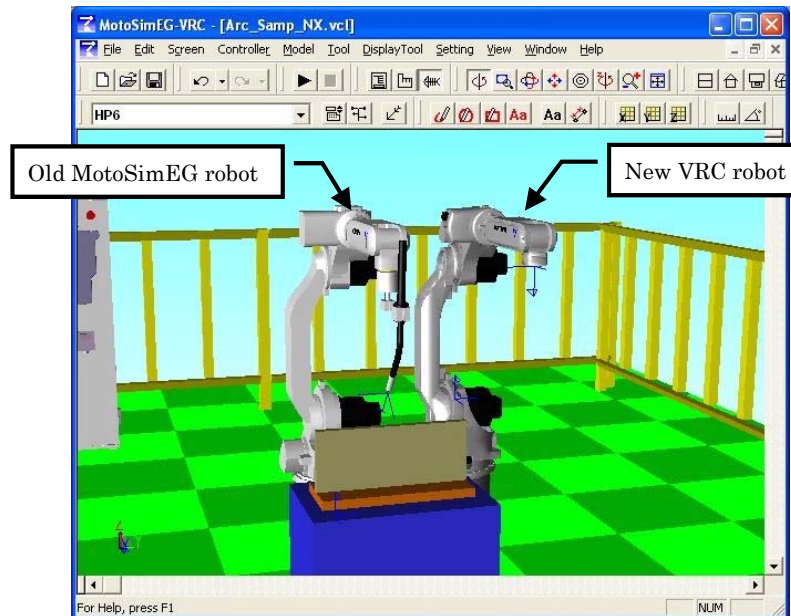 MotoSimEG-VRC - [Arc_Samp_NX.vcl]
File Edit Screen Controller Model Tool DisplayTool Setting View Window Help
HP6
Aa Aa
Old MotoSimEG robot
New VRC robot
For Help, press F1
NUM